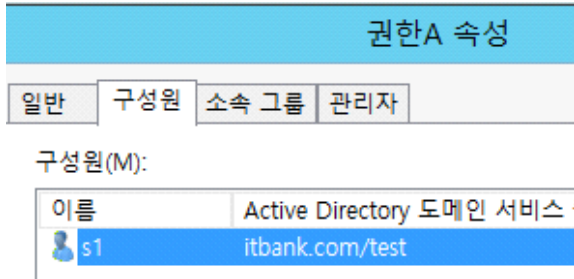 권한A 속성
일반 구성원 소속 그룹 관리자
구성원(M):
이름 Active Directory 도메인 서비스
s1 itbank.com/test